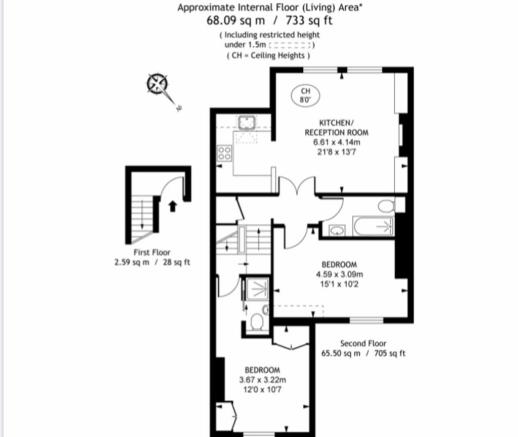 Approximate Internal Floor (Living) Area*
68.09 sq m / 733 sq ft
( Including restricted height
under 1.5m :       : )
( CH = Ceiling Heights )
CH
8'0"
KITCHEN/
RECEPTION ROOM
6.61 x 4.14m
21'8 x 13'7
First Floor
2.59 sq m / 28 sq ft
BEDROOM
4.59 x 3.09m
15'1 x 10'2
Second Floor
65.50 sq m / 705 sq ft
BEDROOM
3.67 x 3.22m
12'0 x 10'7